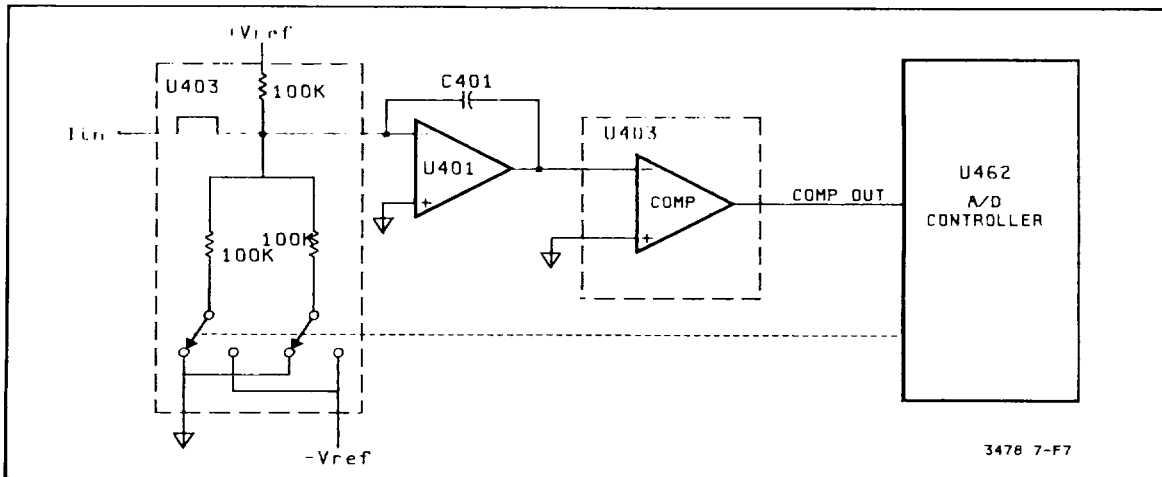 +Vref
U403
100K
C401
Iin
U401
U403
COMP
COMP OUT
U462
A/D
CONTROLLER
100K
100K
-Vref
3478 7-F7